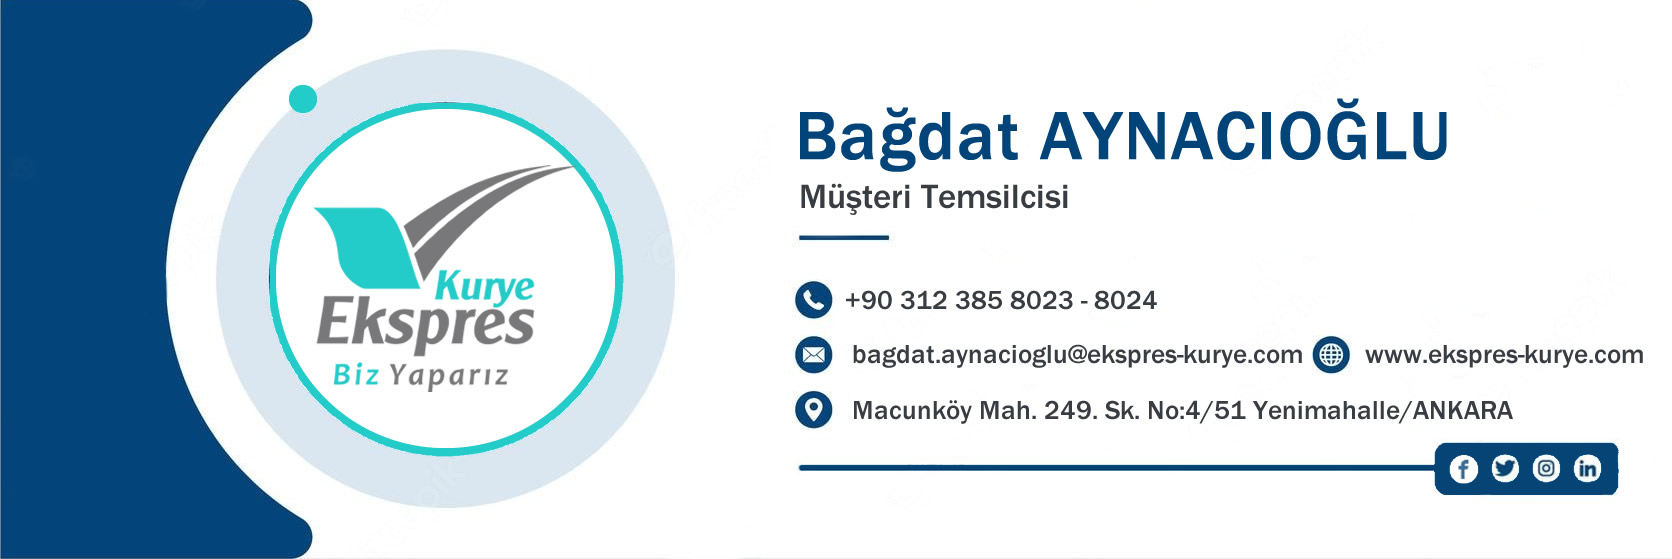 Kurye
Ekspres
Biz Yaparız
Bağdat AYNACIOĞLU
Müşteri Temsilcisi
+90 312 385 8023 - 8024
bagdat.aynacioglu@ekspres-kurye.com www.ekspres-kurye.com
Macunköy Mah. 249. Sk. No:4/51 Yenimahalle/ANKARA